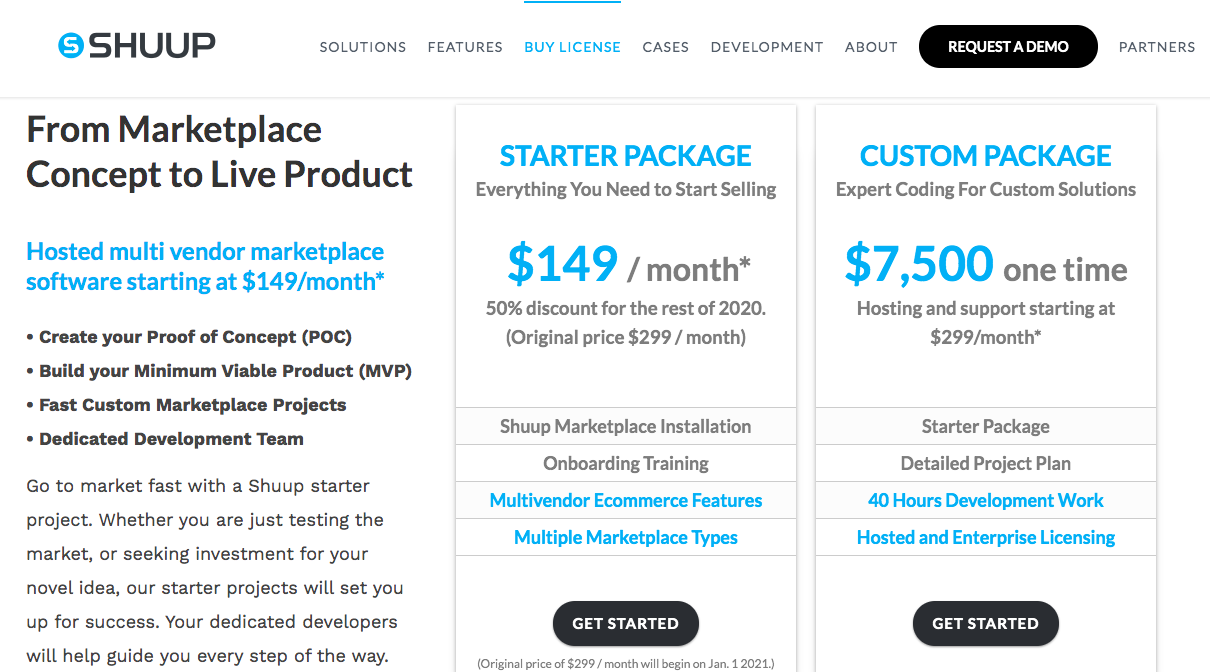 SHUUP
SOLUTIONS FEATURES BUY LICENSE CASES DEVELOPMENT ABOUT REQUEST A DEMO PARTNERS
From Marketplace
Concept to Live Product
Hosted multi vendor marketplace
software starting at $149/month*
• Create your Proof of Concept (POC)
• Build your Minimum Viable Product (MVP)
• Fast Custom Marketplace Projects
• Dedicated Development Team
Go to market fast with a Shuup starter
project. Whether you are just testing the
market, or seeking investment for your
novel idea, our starter projects will set you
up for success. Your dedicated developers
will help guide you every step of the way.
STARTER PACKAGE
Everything You Need to Start Selling
$149 / month*
50% discount for the rest of 2020.
(Original price $299 / month)
Shuup Marketplace Installation
Onboarding Training
Multivendor Ecommerce Features
Multiple Marketplace Types
GET STARTED
(Original price of $299 / month will begin on Jan. 1 2021.)
CUSTOM PACKAGE
Expert Coding For Custom Solutions
$7,500 one time
Hosting and support starting at
$299/month*
Starter Package
Detailed Project Plan
40 Hours Development Work
Hosted and Enterprise Licensing
GET STARTED